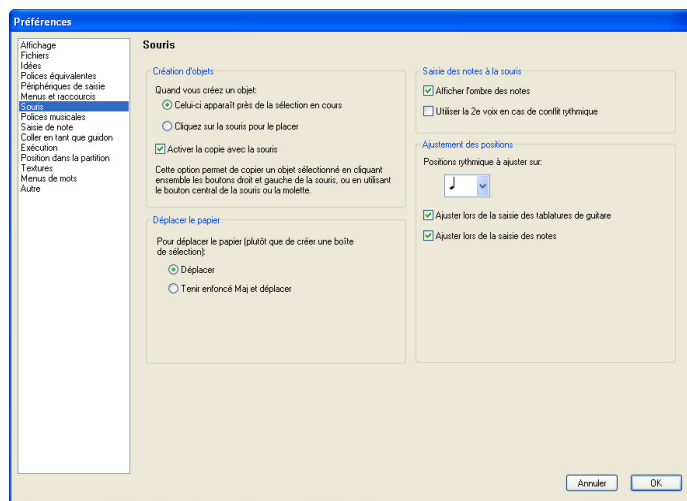 Préférences
Affichage
Fichiers
Idées
Polices équivalentes
Périphériques de saisie
Menus et raccourcis
Souris
Polices musicales
Saisie de note
Coller en tant que guidon
Exécution
Position dans la partition
Textures
Menus de mots
Autre
Souris
Création d'objets
Quand vous créez un objet:
Celui-ci apparaît près de la sélection en cours
Cliquez sur la souris pour le placer
Activer la copie avec la souris
Cette option permet de copier un objet sélectionné en cliquant
ensemble les boutons droit et gauche de la souris, ou en utilisant
le bouton central de la souris ou la molette.
Déplacer le papier
Pour déplacer le papier (plutôt que de créer une boîte
de sélection):
Déplacer
Tenir enfoncé Maj et déplacer
Saisie des notes à la souris
Afficher l'ombre des notes
Utiliser la 2e voix en cas de conflit rythmique
Ajustement des positions
Positions rythmique à ajuster sur:
Ajuster lors de la saisie des tablatures de guitare
Ajuster lors de la saisie des notes
Annuler
OK